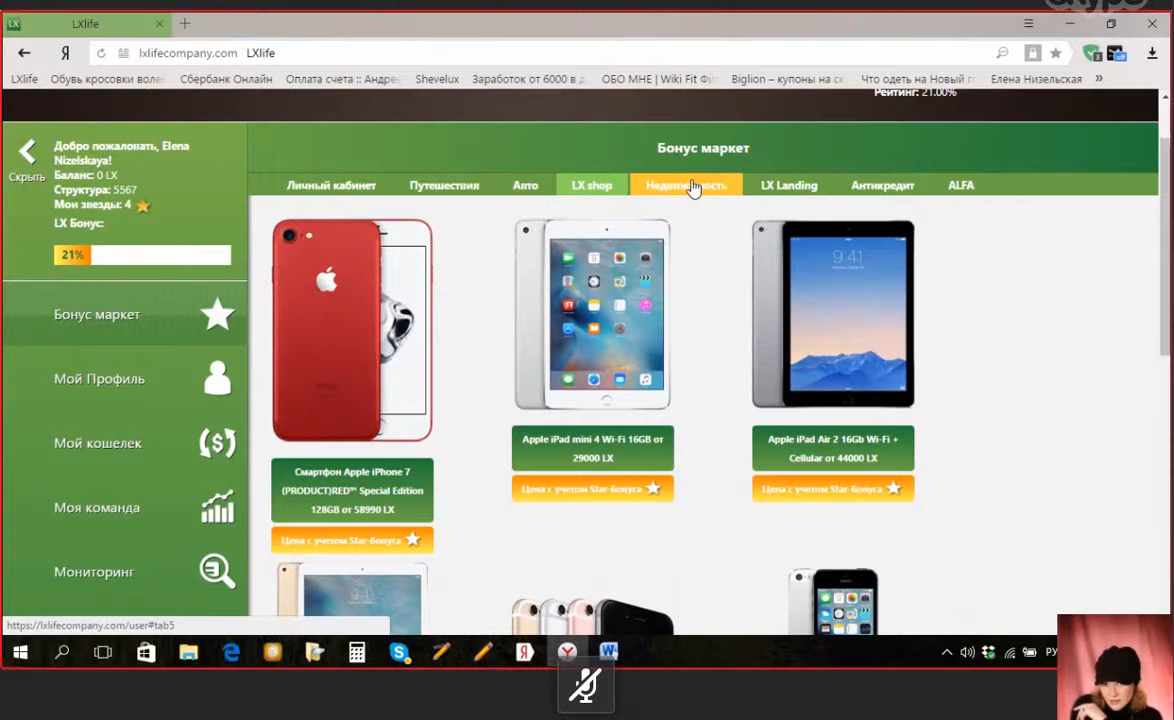 LXlife
Я lxlifecompany.com LXlife
LXlife Обувь кросовки воле Сбербанк Онлайн Оплата счета :: Андре Shevelux Заработок от 6000 в д ОБО МНЕ | Wiki Fit Фи Biglion – купоны на ск Что одеть на Новый г Елена Низельская »
Рейтинг: 21.00%
Скрыть
Добро пожаловать, Elena
Nizelskaya!
Баланс: 0 LX
Структура: 5567
Мои звезды: 4
LX Бонус:
21%
Бонус маркет
Мой Профиль
Мой кошелек
Моя команда
Мониторинг
Бонус маркет
Личный кабинет Путешествия Авто LX shop Недвижимость LX Landing Антикредит ALFA
9:41
Смартфон Apple iPhone 7
(PRODUCT)RED™ Special Edition
128GB от 58990 LX
Цена с учетом Star-бонуса
Apple iPad mini 4 Wi-Fi 16GB от
29000 LX
Цена с учетом Star-бонуса
Apple iPad Air 2 16Gb Wi-Fi +
Cellular от 44000 LX
Цена с учетом Star-бонуса
https://lxlifecompany.com/user#tab5
РУ